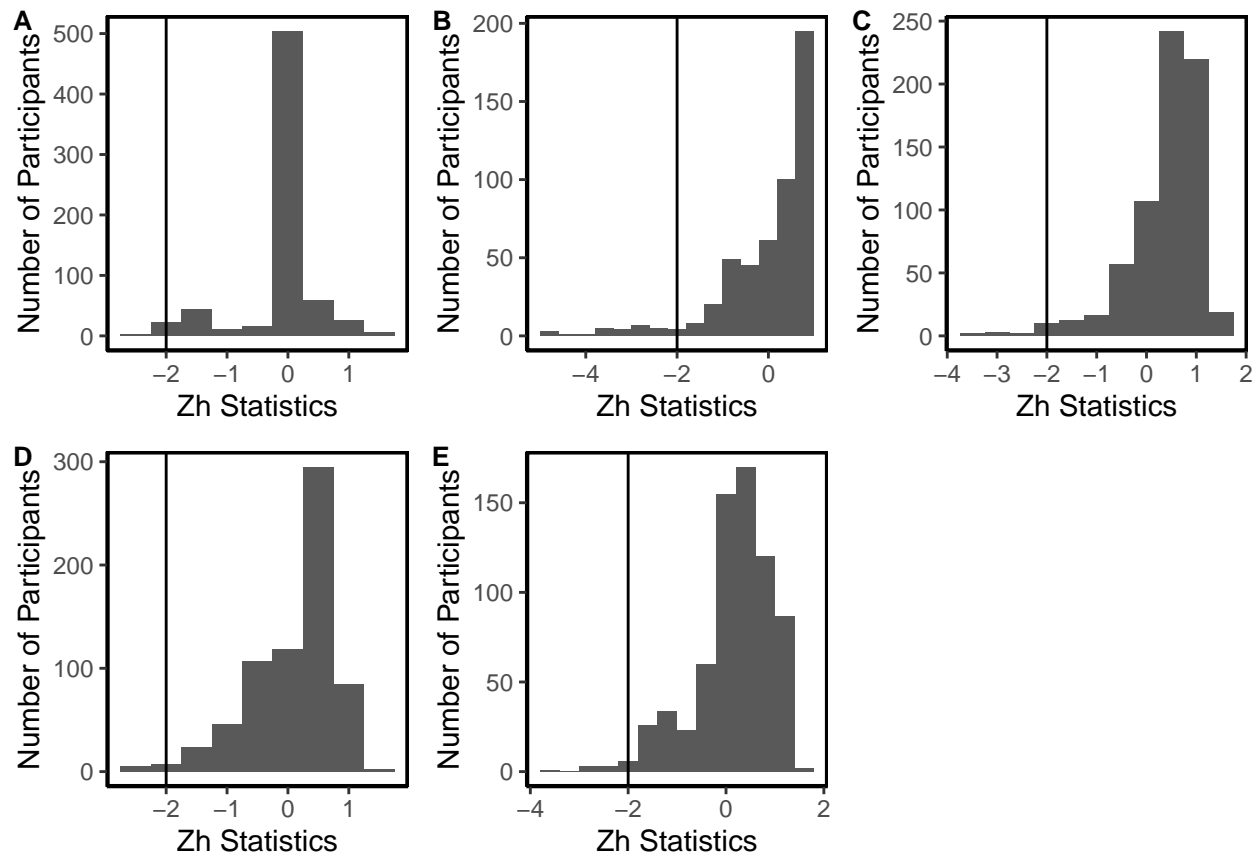 A
Number of Participants
500
400
300
200
100
0
−2 −1 0 1
Zh Statistics
B
Number of Participants
200
150
100
50
0
−4 −2 0
Zh Statistics
C
Number of Participants
250
200
150
100
50
0
−4 −3 −2 −1 0 1 2
Zh Statistics
D
Number of Participants
300
200
100
0
−2 −1 0 1
Zh Statistics
E
Number of Participants
150
100
50
0
−4 −2 0 2
Zh Statistics